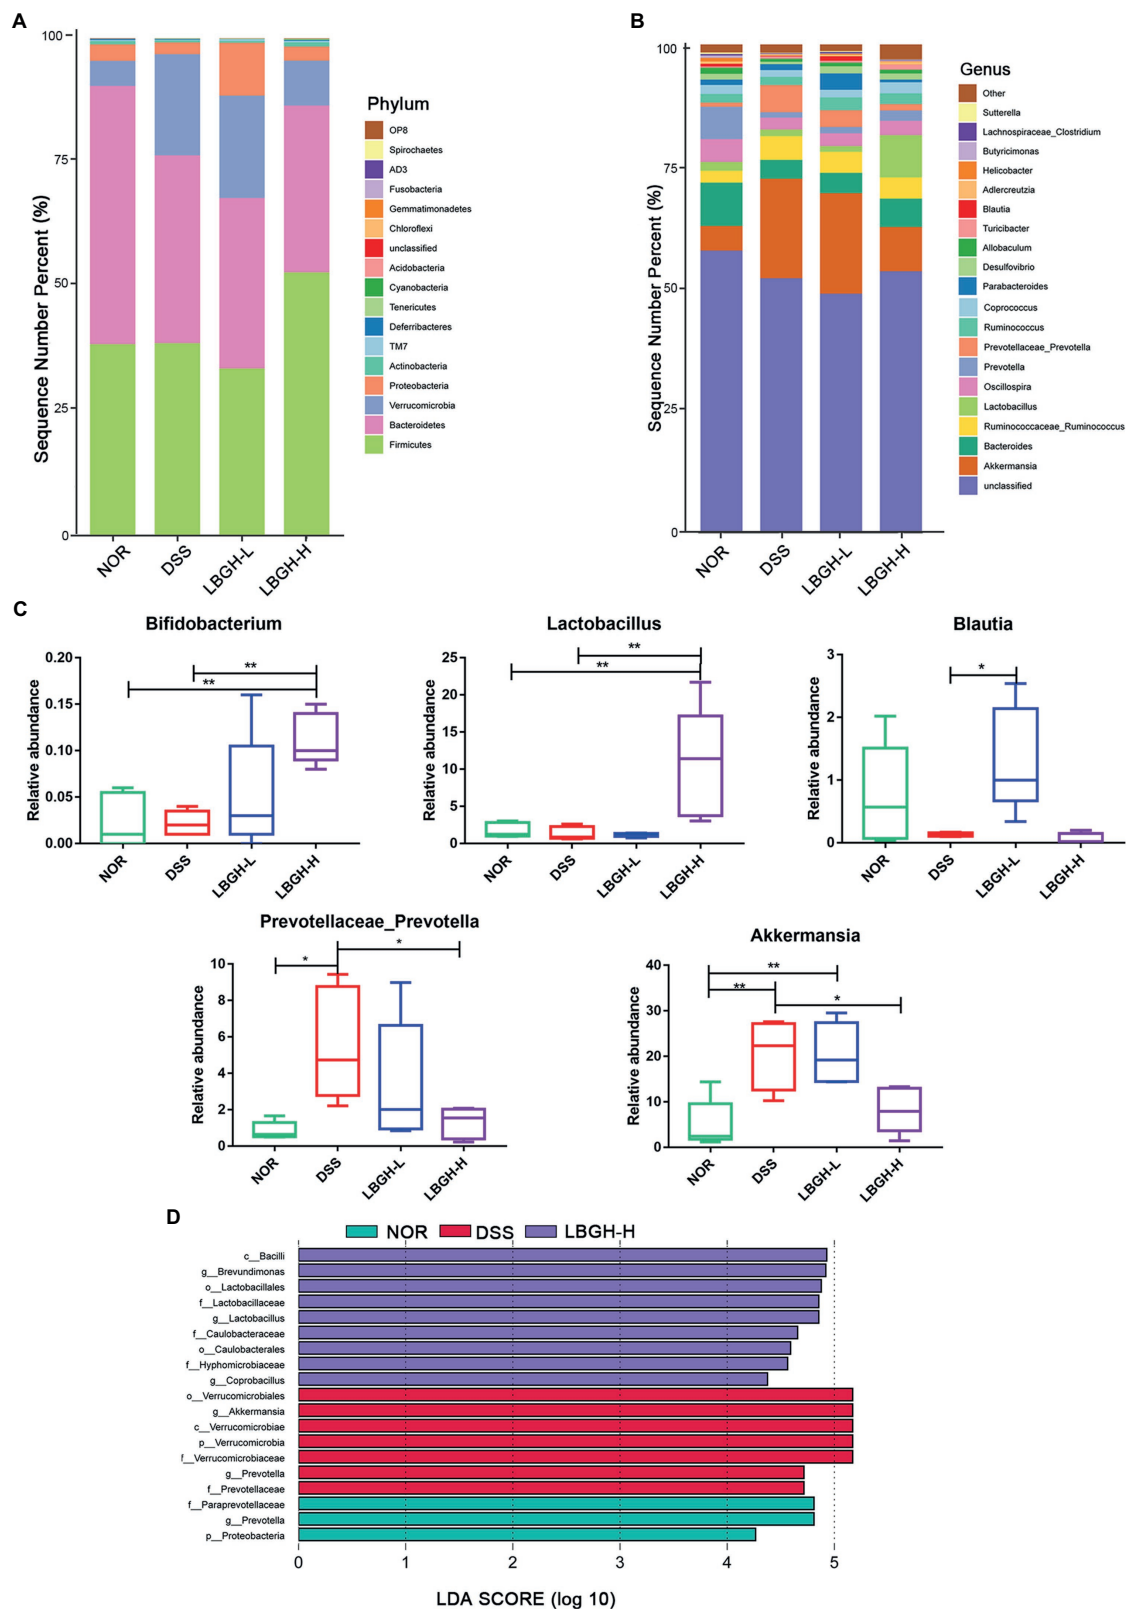 A
100
75
50
25
0
Sequence Number Percent (%)
NOR
DSS
LBGH-L
LBGH-H
Phylum
OP8
Spirochaetes
AD3
Fusobacteria
Gemmatimonadetes
Chloroflexi
unclassified
Acidobacteria
Cyanobacteria
Tenericutes
Deferribacteres
TM7
Actinobacteria
Proteobacteria
Verrucomicrobia
Bacteroidetes
Firmicutes
B
100
75
50
25
0
Sequence Number Percent (%)
NOR
DSS
LBGH-L
LBGH-H
Genus
Other
Sutterella
Lachnospiraceae_Clostridium
Butyricimonas
Helicobacter
Adlercreutzia
Blautia
Turicibacter
Allobaculum
Desulfovibrio
Parabacteroides
Coprococcus
Ruminococcus
Prevotellaceae_Prevotella
Prevotella
Oscillospira
Lactobacillus
Ruminococcaceae_Ruminococcus
Bacteroides
Akkermansia
unclassified
C
Bifidobacterium
0.20
0.15
0.10
0.05
0.00
Relative abundance
**
**
NOR
DSS
LBGH-L
LBGH-H
Lactobacillus
25
20
15
10
5
0
Relative abundance
**
**
NOR
DSS
LBGH-L
LBGH-H
Blautia
3
2
1
0
Relative abundance
*
NOR
DSS
LBGH-L
LBGH-H
Prevotellaceae_Prevotella
10
8
6
4
2
0
Relative abundance
*
*
NOR
DSS
LBGH-L
LBGH-H
Akkermansia
40
30
20
10
0
Relative abundance
**
**
*
NOR
DSS
LBGH-L
LBGH-H
D
NOR DSS LBGH-H
c__Bacilli
g__Brevundimonas
o__Lactobacillales
f__Lactobacillaceae
g__Lactobacillus
f__Caulobacteraceae
o__Caulobacterales
f__Hyphomicrobiaceae
g__Coprobacillus
o__Verrucomicrobiales
g__Akkermansia
c__Verrucomicrobiae
p__Verrucomicrobia
f__Verrucomicrobiaceae
g__Prevotella
f__Prevotellaceae
f__Paraprevotellaceae
g__Prevotella
p__Proteobacteria
0 1 2 3 4 5
LDA SCORE (log 10)